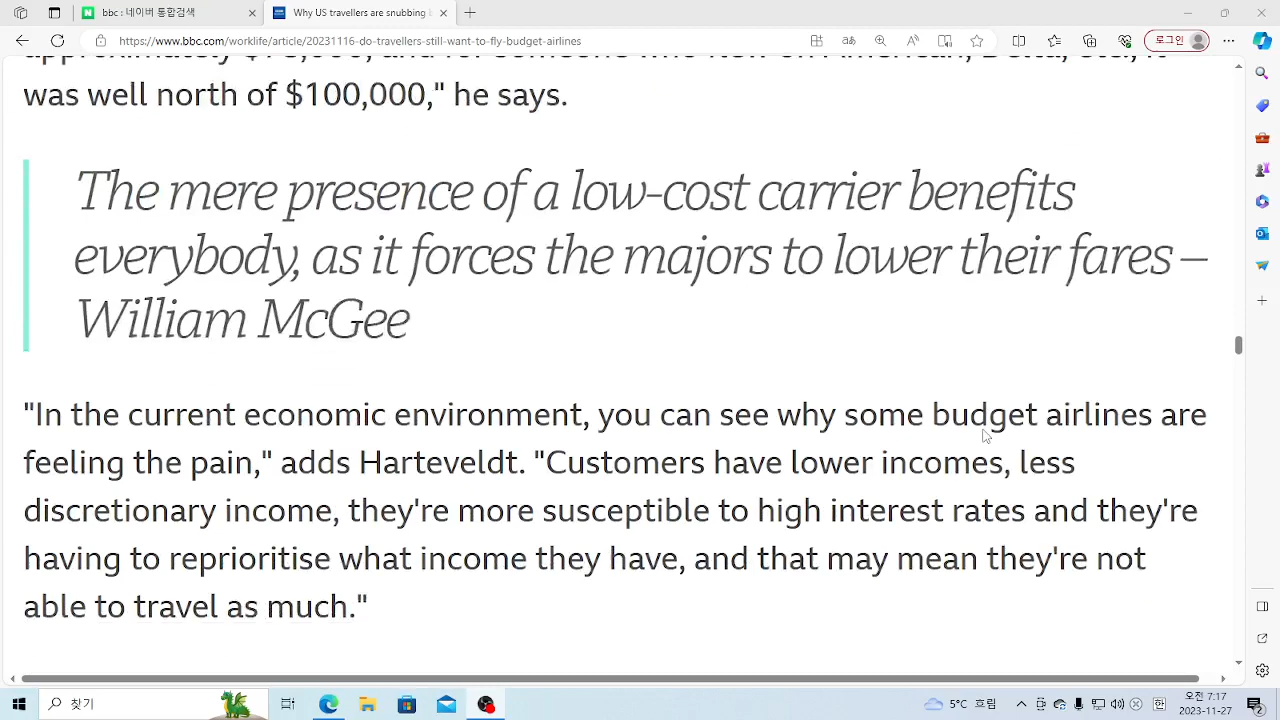 bbc : 네이버 통합검색
Why US travellers are snubbing
https://www.bbc.com/worklife/article/20231116-do-travellers-still-want-to-fly-budget-airlines
로그인
was well north of $100,000," he says.
The mere presence of a low-cost carrier benefits
everybody, as it forces the majors to lower their fares –
William McGee
"In the current economic environment, you can see why some budget airlines are
feeling the pain," adds Harteveldt. "Customers have lower incomes, less
discretionary income, they're more susceptible to high interest rates and they're
having to reprioritise what income they have, and that may mean they're not
able to travel as much."
찾기
5°C 흐림
오전 7:17
2023-11-27